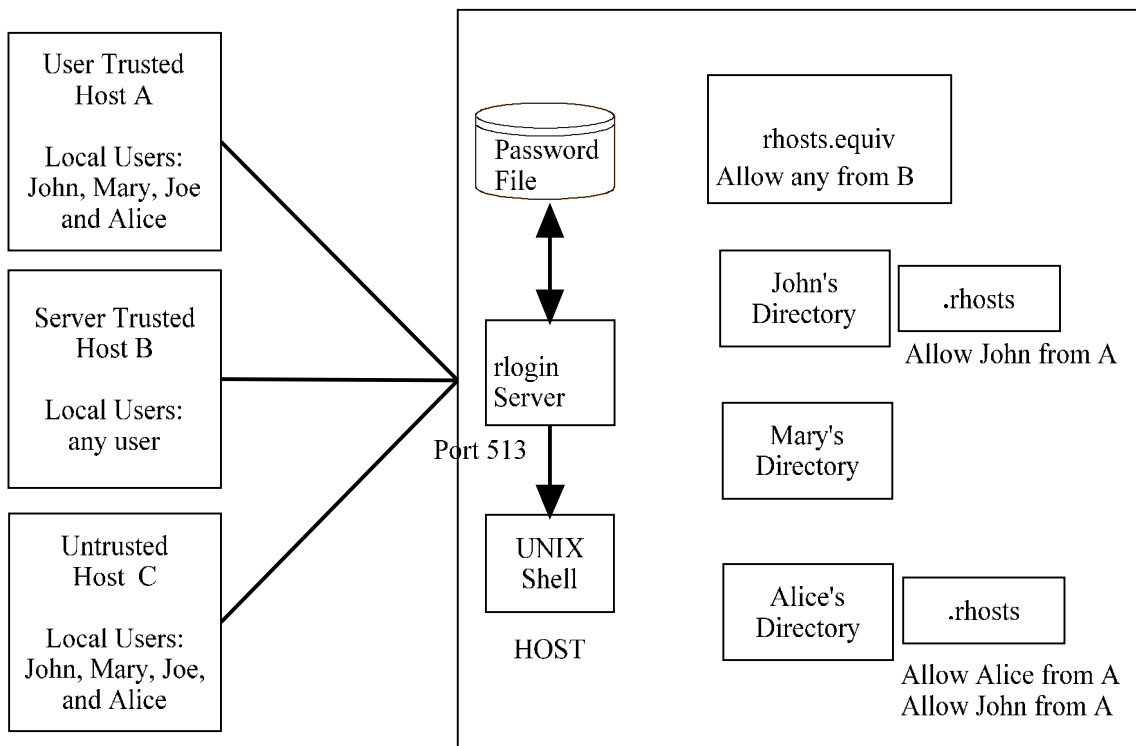 User Trusted
Host A
Local Users:
John, Mary, Joe
and Alice
Server Trusted
Host B
Local Users:
any user
Untrusted
Host C
Local Users:
John, Mary, Joe,
and Alice
Password
File
rlogin
Server
Port 513
UNIX
Shell
HOST
rhosts.equiv
Allow any from B
John's
Directory
.rhosts
Allow John from A
Mary's
Directory
Alice's
Directory
.rhosts
Allow Alice from A
Allow John from A